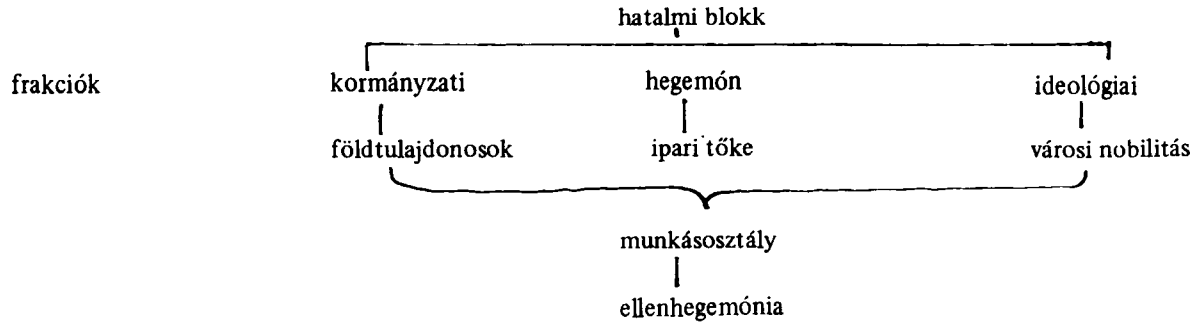 hatalmi blokk
frakciók kormányzati hegemón ideológiai
földtulajdonosok ipari tőke városi nobilitás
munkásosztály
ellenhegemónia